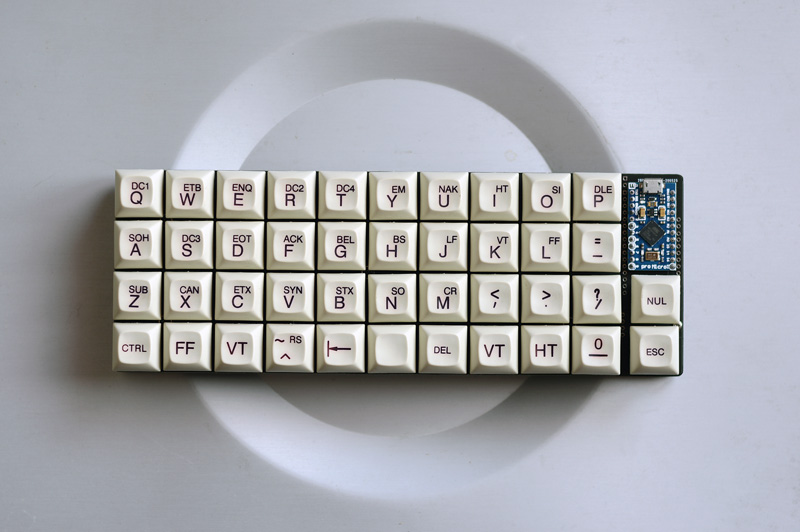 DC1 ETB ENQ DC2 DC4 EM NAK HT SI DLE
Q W E R T Y U I O P
SOH DC3 EOT ACK BEL BS LF VT FF =
A S D F G H J K L -
pro Micro
SUB CAN ETX SYN STX SO CR < > ?
Z X C V B N M , . /
NUL
CTRL FF VT ~ RS ^ |← DEL VT HT 0 _
ESC